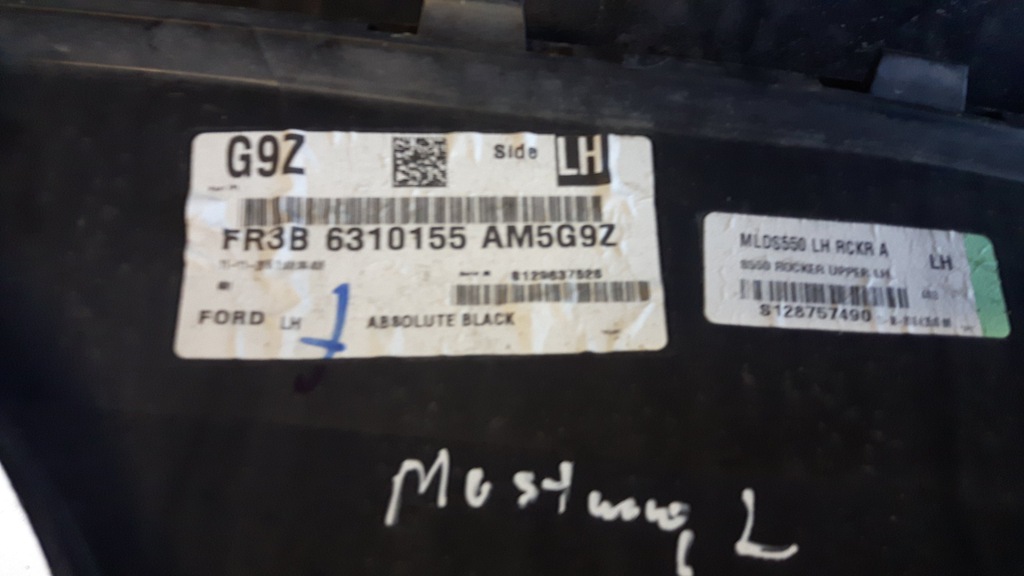 G9Z
Side LH
FR3B 6310155 AM5G9Z
S129637526
FORD LH ABSOLUTE BLACK
MLDS550 LH RCKR A
LH
S550 ROCKER UPPER LH
S128757490
Mustang L